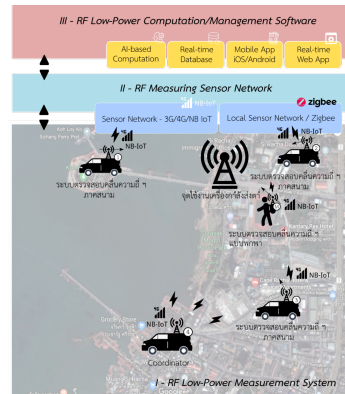 III - RF Low-Power Computation/Management Software
AI-based
Computation
Real-time
Database
Mobile App
iOS/Android
Real-time
Web App
II - RF Measuring Sensor Network
NB-IoT
zigbee
Sensor Network - 3G/4G/NB IoT
Local Sensor Network / Zigbee
NB-IoT
ระบบตรวจสอบคลื่นความถี่ ฯ
ภาคสนาม
จุดใช้งานเครื่องกำลังส่งต่ำ
ระบบตรวจสอบคลื่นความถี่ ฯ
ภาคสนาม
NB-IoT
ระบบตรวจสอบคลื่นความถี่ ฯ
แบบพกพา
Grocery Store
NB-IoT
Coordinator
NB-IoT
ระบบตรวจสอบคลื่นความถี่ ฯ
ภาคสนาม
I - RF Low-Power Measurement System
Google